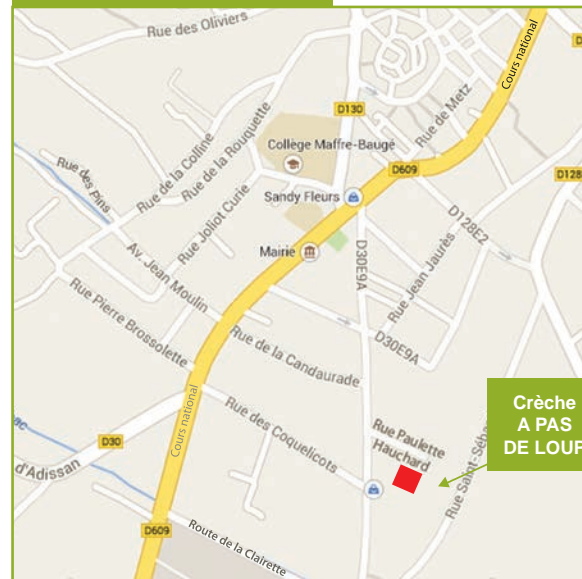 Rue des Oliviers
Cours national
D
D130
Rue de Metz
Collège Maffre-Baugé
D609
D128
Rue de la Colline
Rue de la Rouquette
Rue des Pins
Rue Joliot Curie
Sandy Fleurs
D128E2
Mairie
D30E9A
Rue Jean Jaurès
Av. Jean Moulin
Rue Pierre Brossolette
Rue de la Candaurade
D30E9A
Cours national
Rue des Coquelicots
Rue Paulette
Hauchard
Crèche
A PAS
DE LOUP
Rue Saint-Séba
D30
d'Adissan
D609
Route de la Clairette